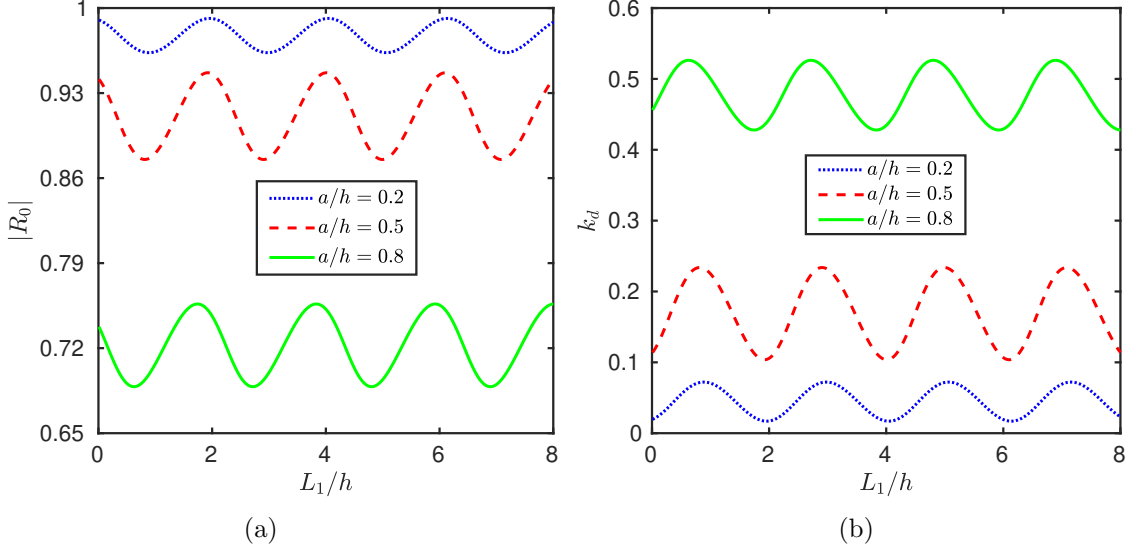 1
0.93
0.86
0.79
0.72
0.65
|R₀|
a/h = 0.2
a/h = 0.5
a/h = 0.8
0 2 4 6 8
L₁/h
(a)
0.6
0.5
0.4
0.3
0.2
0.1
0
k_d
a/h = 0.2
a/h = 0.5
a/h = 0.8
0 2 4 6 8
L₁/h
(b)